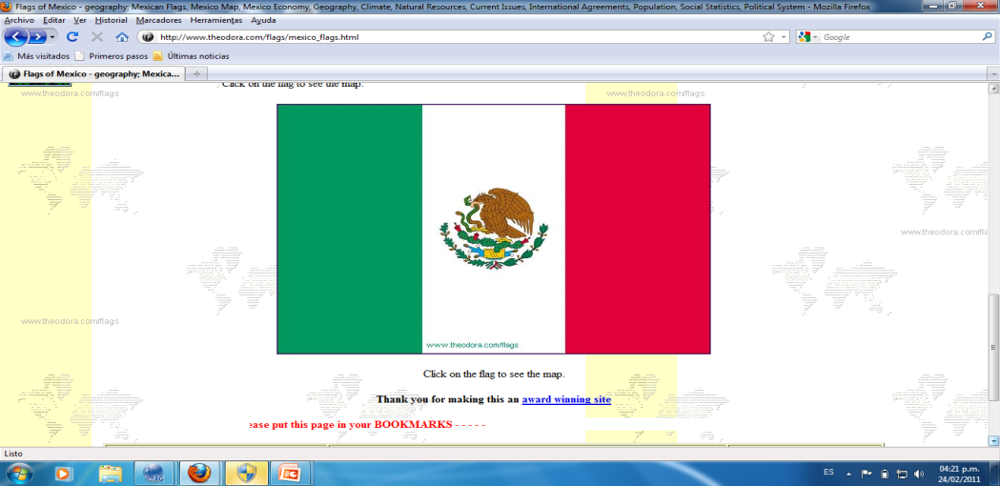 Flags of Mexico - geography; Mexican Flags, Mexico Map, Mexico Economy, Geography, Climate, Natural Resources, Current Issues, International Agreements, Population, Social Statistics, Political System - Mozilla Firefox
Archivo Editar Ver Historial Marcadores Herramientas Ayuda
http://www.theodora.com/flags/mexico_flags.html
Google
Más visitados Primeros pasos Últimas noticias
Flags of Mexico - geography; Mexica...
Click on the flag to see the map.
www.theodora.com/flags www.theodora.com/flags
www.theodora.com/fla
www.theodora.com/flags
www.theodora.com/flags
Click on the flag to see the map.
Thank you for making this an award winning site
ease put this page in your BOOKMARKS - - - - -
Listo
ES 04:21 p.m.
24/02/2011